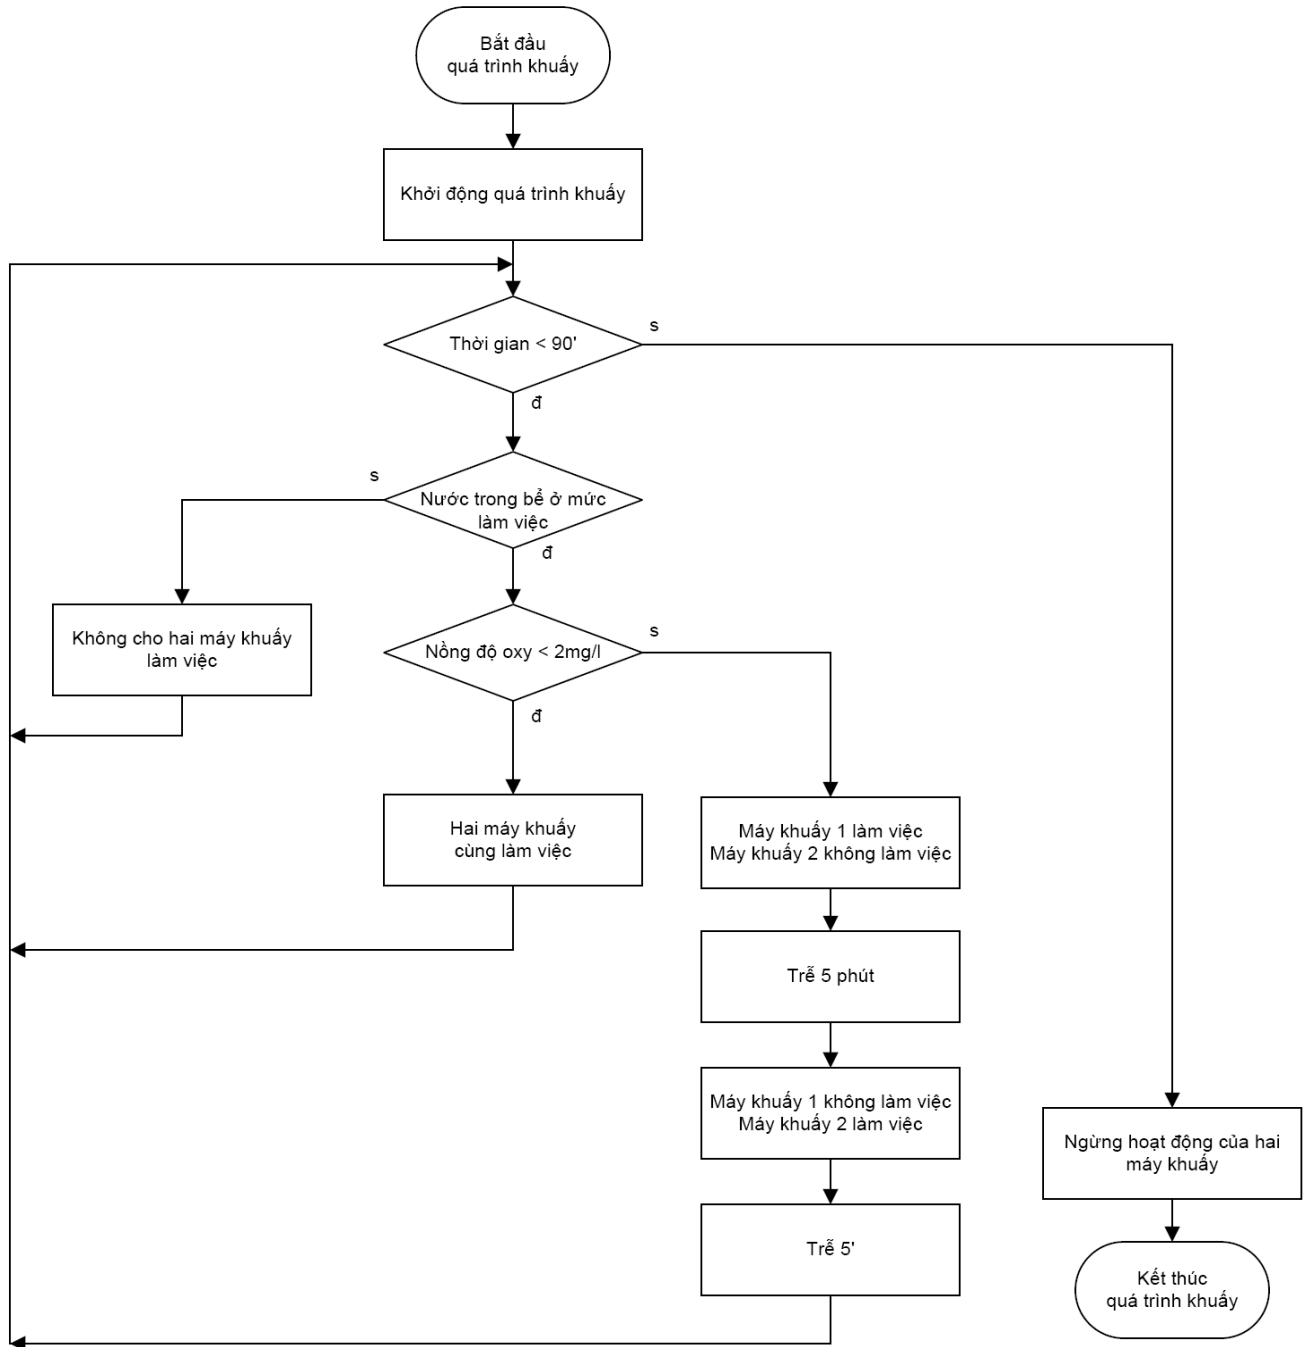 Bắt đầu
quá trình khuấy
Khởi động quá trình khuấy
Thời gian < 90'
s
đ
Nước trong bể ở mức
làm việc
s
đ
Không cho hai máy khuấy
làm việc
Nồng độ oxy < 2mg/l
s
đ
Hai máy khuấy
cùng làm việc
Máy khuấy 1 làm việc
Máy khuấy 2 không làm việc
Trễ 5 phút
Máy khuấy 1 không làm việc
Máy khuấy 2 làm việc
Trễ 5'
Ngừng hoạt động của hai
máy khuấy
Kết thúc
quá trình khuấy